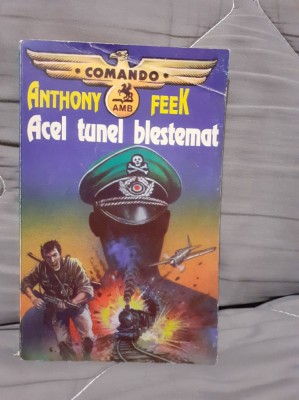 COMANDO
ANTHONY FEEK
AMB
Acel tunel blestemat